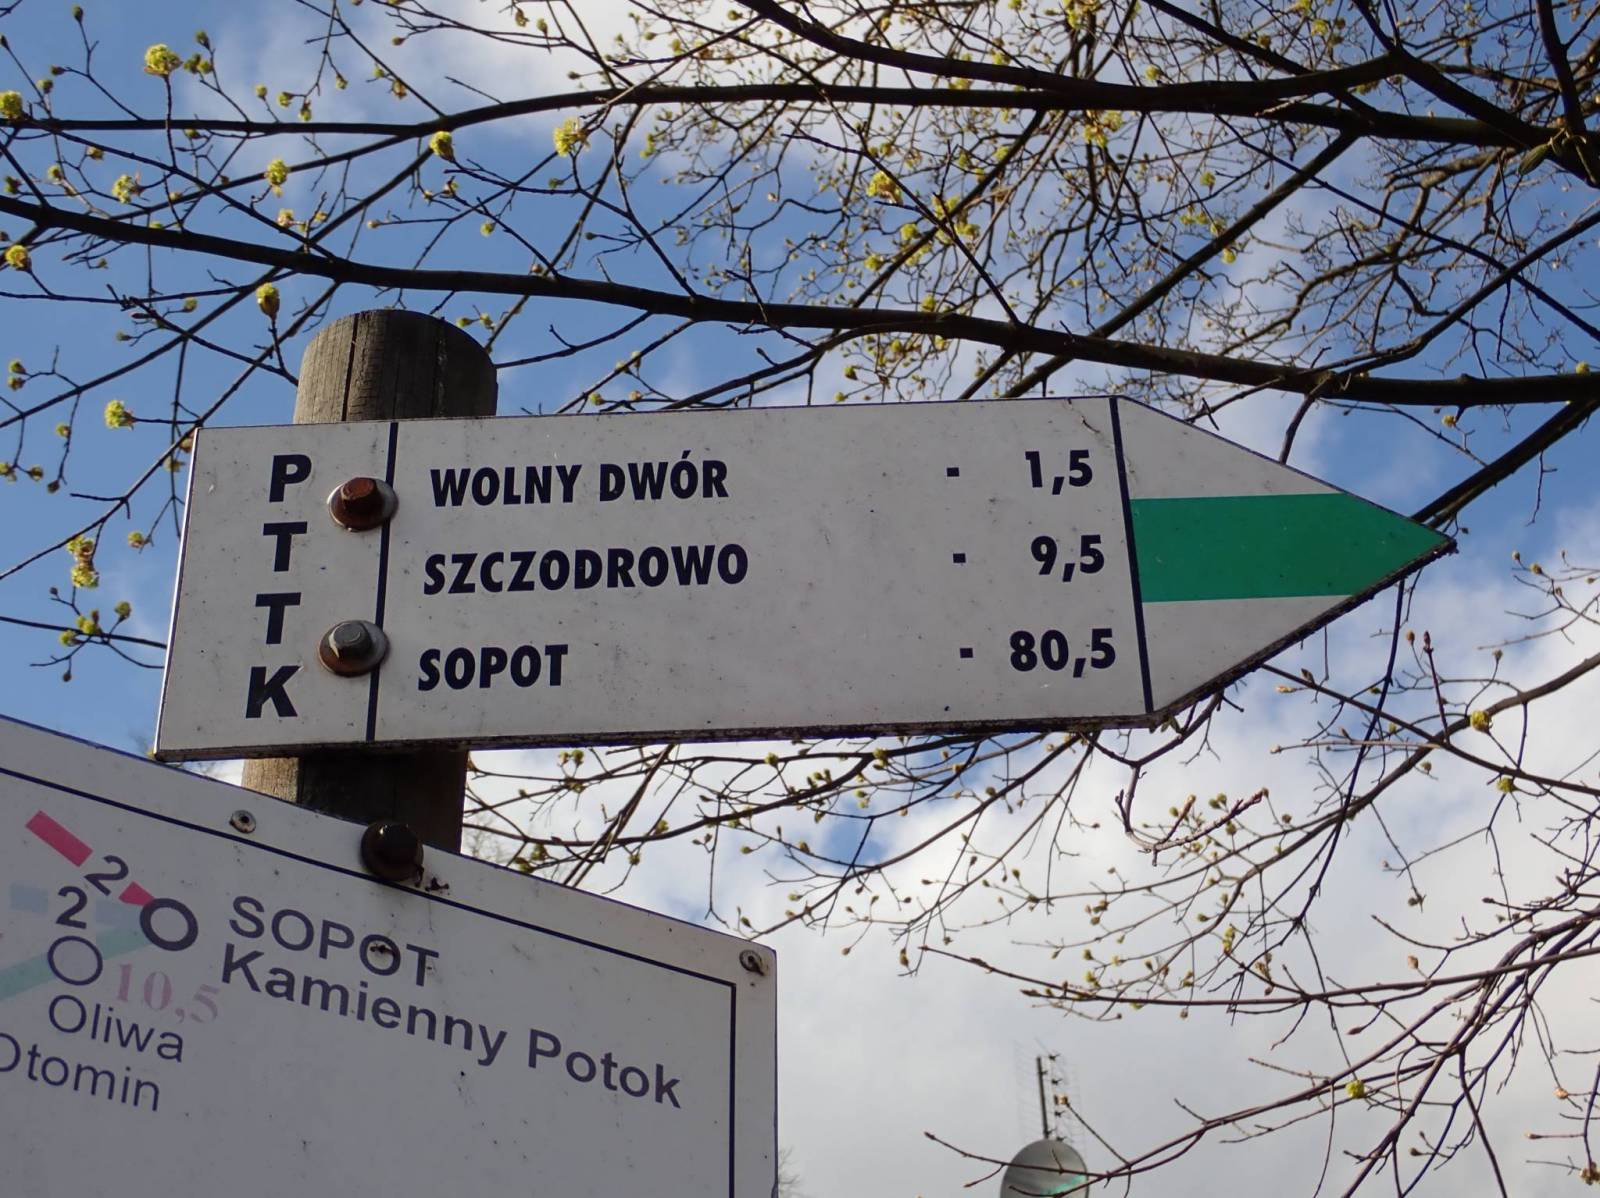 PTTK
WOLNY DWÓR - 1,5
SZCZODROWO - 9,5
SOPOT - 80,5
2
2
SOPOT
Kamienny Potok
10,5
Oliwa
Otomin